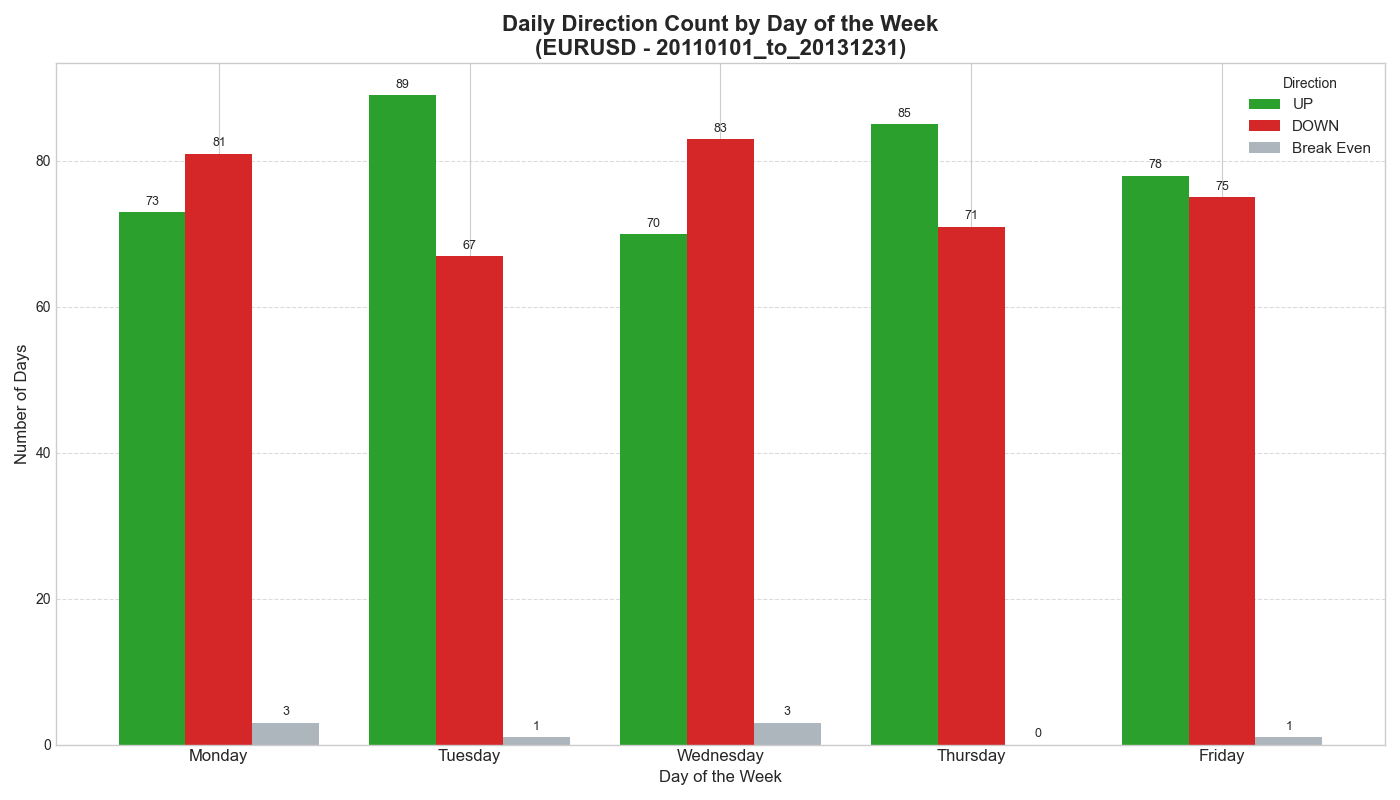 Daily Direction Count by Day of the Week
(EURUSD - 20110101_to_20131231)
Direction
UP
DOWN
Break Even
Number of Days
80
60
40
20
0
73
81
3
89
67
1
70
83
3
85
71
0
78
75
1
Monday
Tuesday
Wednesday
Thursday
Friday
Day of the Week